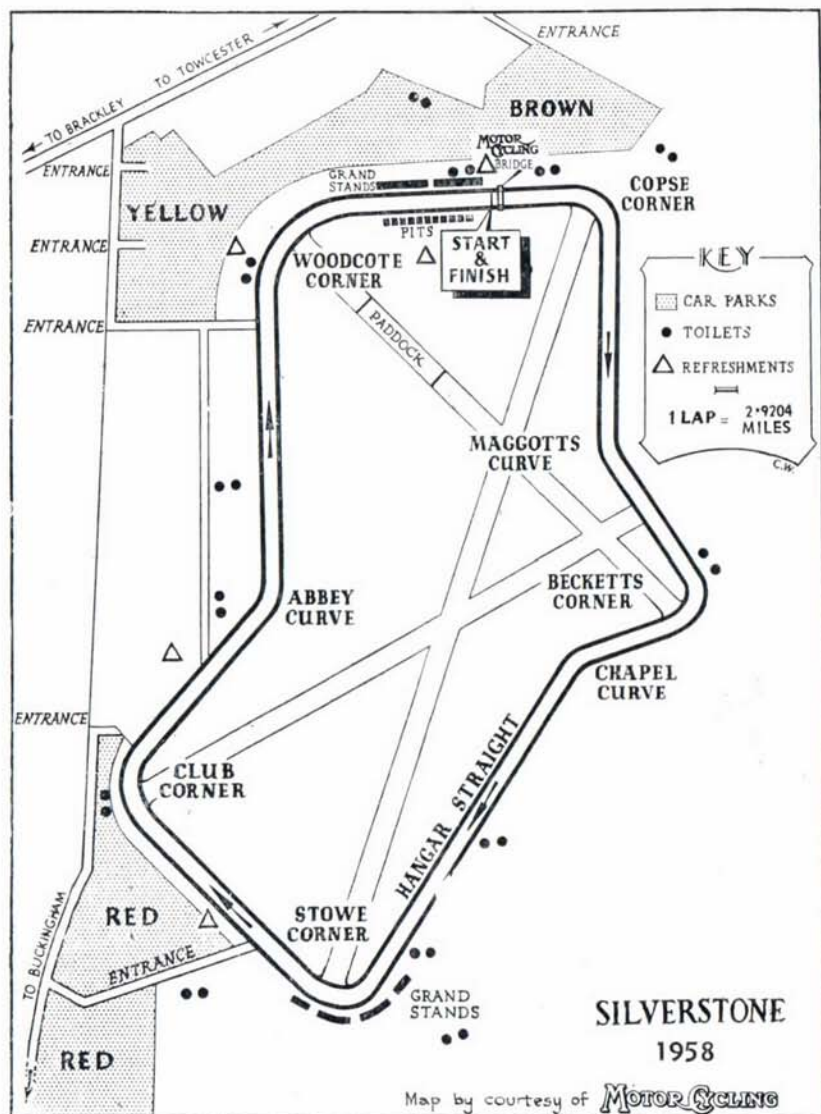 ENTRANCE
TO TOWCESTER
TO BRACKLEY
BROWN
MOTOR
CYCLING
BRIDGE
ENTRANCE
GRAND
STANDS
COPSE
CORNER
YELLOW
ENTRANCE
PITS
START
&
FINISH
WOODCOTE
CORNER
KEY
CAR PARKS
TOILETS
REFRESHMENTS
1 LAP = 2·9204
MILES
C.W.
ENTRANCE
PADDOCK
MAGGOTTS
CURVE
BECKETTS
CORNER
ABBEY
CURVE
CHAPEL
CURVE
ENTRANCE
CLUB
CORNER
HANGAR STRAIGHT
RED
STOWE
CORNER
TO BUCKINGHAM
ENTRANCE
GRAND
STANDS
RED
SILVERSTONE
1958
Map by courtesy of MOTOR CYCLING